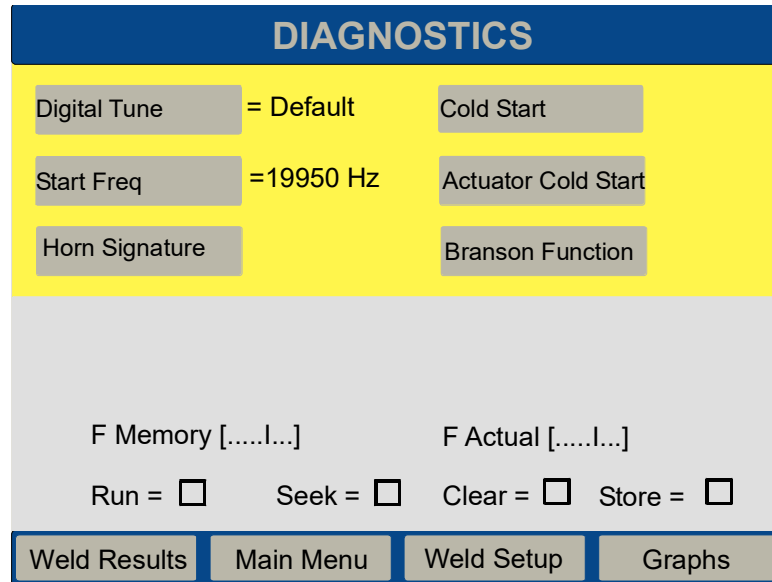 DIAGNOSTICS
Digital Tune = Default Cold Start
Start Freq =19950 Hz Actuator Cold Start
Horn Signature Branson Function
F Memory [.....I...] F Actual [.....I...]
Run = Seek = Clear = Store =
Weld Results Main Menu Weld Setup Graphs